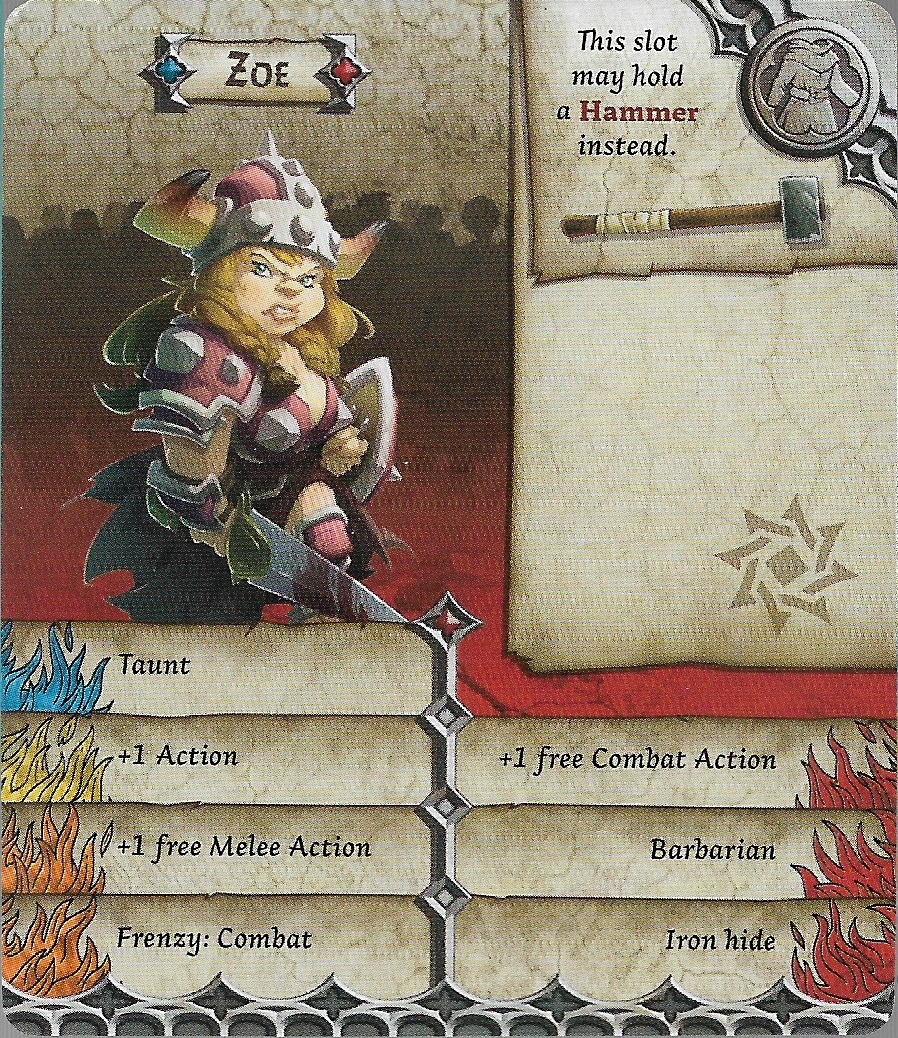 Zoe
This slot
may hold
a Hammer
instead.
Taunt
+1 Action
+1 free Melee Action
Frenzy: Combat
+1 free Combat Action
Barbarian
Iron hide